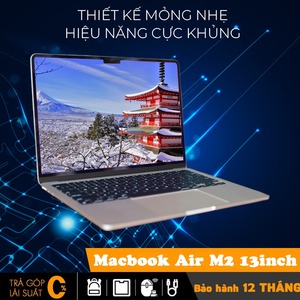 THIẾT KẾ MỎNG NHẸ
HIỆU NĂNG CỰC KHỦNG
Macbook Air M2 13inch
TRẢ GÓP
LÃI SUẤT
0%
Bảo hành 12 THÁNG